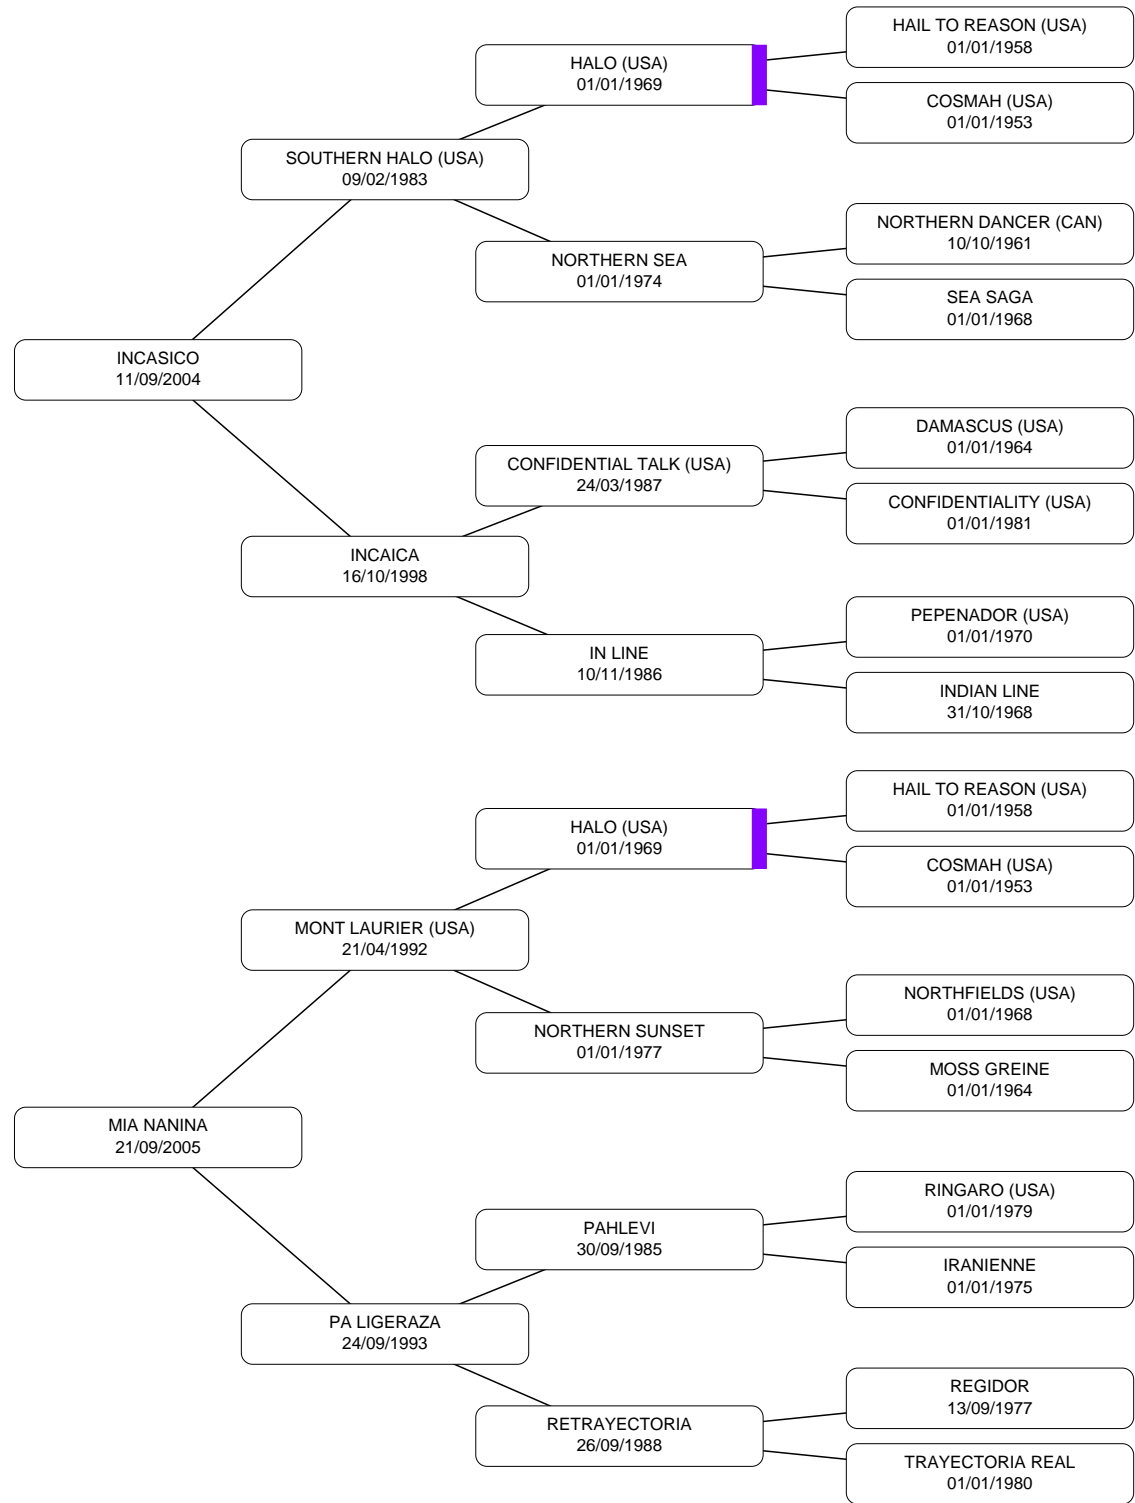 HAIL TO REASON (USA)
01/01/1958
HALO (USA)
01/01/1969
COSMAH (USA)
01/01/1953
SOUTHERN HALO (USA)
09/02/1983
NORTHERN DANCER (CAN)
10/10/1961
NORTHERN SEA
01/01/1974
SEA SAGA
01/01/1968
INCASICO
11/09/2004
DAMASCUS (USA)
01/01/1964
CONFIDENTIAL TALK (USA)
24/03/1987
CONFIDENTIALITY (USA)
01/01/1981
INCAICA
16/10/1998
PEPENADOR (USA)
01/01/1970
IN LINE
10/11/1986
INDIAN LINE
31/10/1968
HAIL TO REASON (USA)
01/01/1958
HALO (USA)
01/01/1969
COSMAH (USA)
01/01/1953
MONT LAURIER (USA)
21/04/1992
NORTHFIELDS (USA)
01/01/1968
NORTHERN SUNSET
01/01/1977
MOSS GREINE
01/01/1964
MIA NANINA
21/09/2005
RINGARO (USA)
01/01/1979
PAHLEVI
30/09/1985
IRANIENNE
01/01/1975
PA LIGERAZA
24/09/1993
REGIDOR
13/09/1977
RETRAYECTORIA
26/09/1988
TRAYECTORIA REAL
01/01/1980